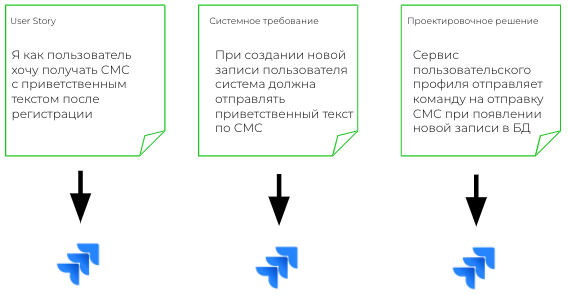 User Story
Я как пользователь
хочу получать СМС
с приветственным
текстом после
регистрации
Системное требование
При создании новой
записи пользователя
система должна
отправлять
приветственный текст
по СМС
Проектировочное решение
Сервис
пользовательского
профиля отправляет
команду на отправку
СМС при появлении
новой записи в БД